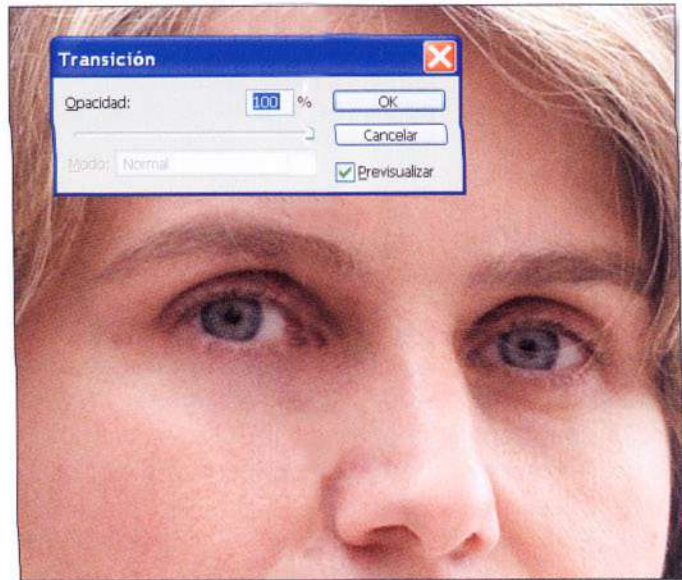 Transición
Opacidad: 100 % OK
Cancelar
Modo: Normal
Previsualizar